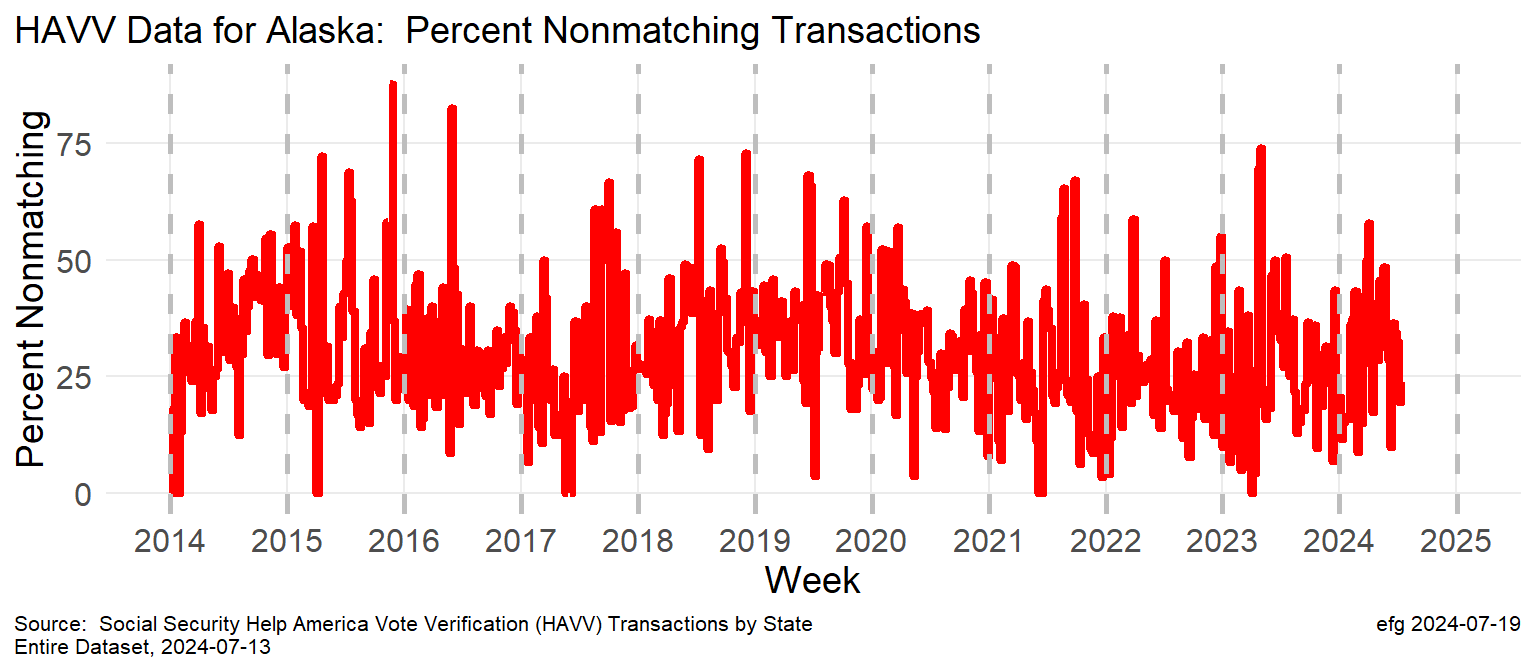 HAVV Data for Alaska:  Percent Nonmatching Transactions
Percent Nonmatching
75
50
25
0
2014 2015 2016 2017 2018 2019 2020 2021 2022 2023 2024 2025
Week
Source:  Social Security Help America Vote Verification (HAVV) Transactions by State
Entire Dataset, 2024-07-13
efg 2024-07-19